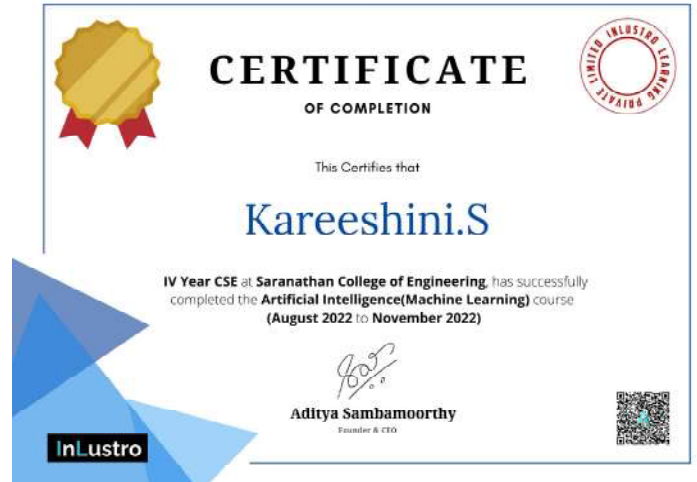 CERTIFICATE
OF COMPLETION
INLUSTRO LEARNING PRIVATE LIMITED
This Certifies that
Kareeshini.S
IV Year CSE at Saranathan College of Engineering, has successfully
completed the Artificial Intelligence(Machine Learning) course
(August 2022 to November 2022)
Aditya Sambamoorthy
Founder & CEO
InLustro